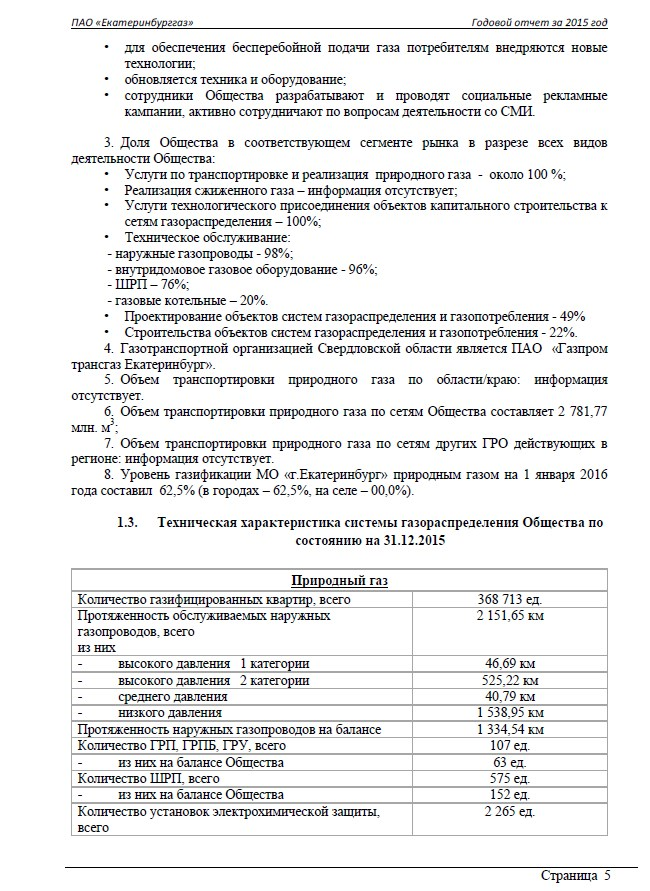 ПАО «Екатеринбурггаз» Годовой отчет за 2015 год
• для обеспечения бесперебойной подачи газа потребителям внедряются новые
технологии;
• обновляется техника и оборудование;
• сотрудники Общества разрабатывают и проводят социальные рекламные
кампании, активно сотрудничают по вопросам деятельности со СМИ.
3. Доля Общества в соответствующем сегменте рынка в разрезе всех видов
деятельности Общества:
• Услуги по транспортировке и реализация природного газа - около 100 %;
• Реализация сжиженного газа – информация отсутствует;
• Услуги технологического присоединения объектов капитального строительства к
сетям газораспределения – 100%;
• Техническое обслуживание:
- наружные газопроводы - 98%;
- внутридомовое газовое оборудование - 96%;
- ШРП – 76%;
- газовые котельные – 20%.
• Проектирование объектов систем газораспределения и газопотребления - 49%
• Строительства объектов систем газораспределения и газопотребления - 22%.
4. Газотранспортной организацией Свердловской области является ПАО «Газпром
трансгаз Екатеринбург».
5. Объем транспортировки природного газа по области/краю: информация
отсутствует.
6. Объем транспортировки природного газа по сетям Общества составляет 2 781,77
млн. м3;
7. Объем транспортировки природного газа по сетям других ГРО действующих в
регионе: информация отсутствует.
8. Уровень газификации МО «г.Екатеринбург» природным газом на 1 января 2016
года составил 62,5% (в городах – 62,5%, на селе – 00,0%).
1.3. Техническая характеристика системы газораспределения Общества по
состоянию на 31.12.2015
Природный газ
Количество газифицированных квартир, всего 368 713 ед.
Протяженность обслуживаемых наружных 2 151,65 км
газопроводов, всего
из них
- высокого давления 1 категории 46,69 км
- высокого давления 2 категории 525,22 км
- среднего давления 40,79 км
- низкого давления 1 538,95 км
Протяженность наружных газопроводов на балансе 1 334,54 км
Количество ГРП, ГРПБ, ГРУ, всего 107 ед.
- из них на балансе Общества 63 ед.
Количество ШРП, всего 575 ед.
- из них на балансе Общества 152 ед.
Количество установок электрохимической защиты, 2 265 ед.
всего
Страница 5